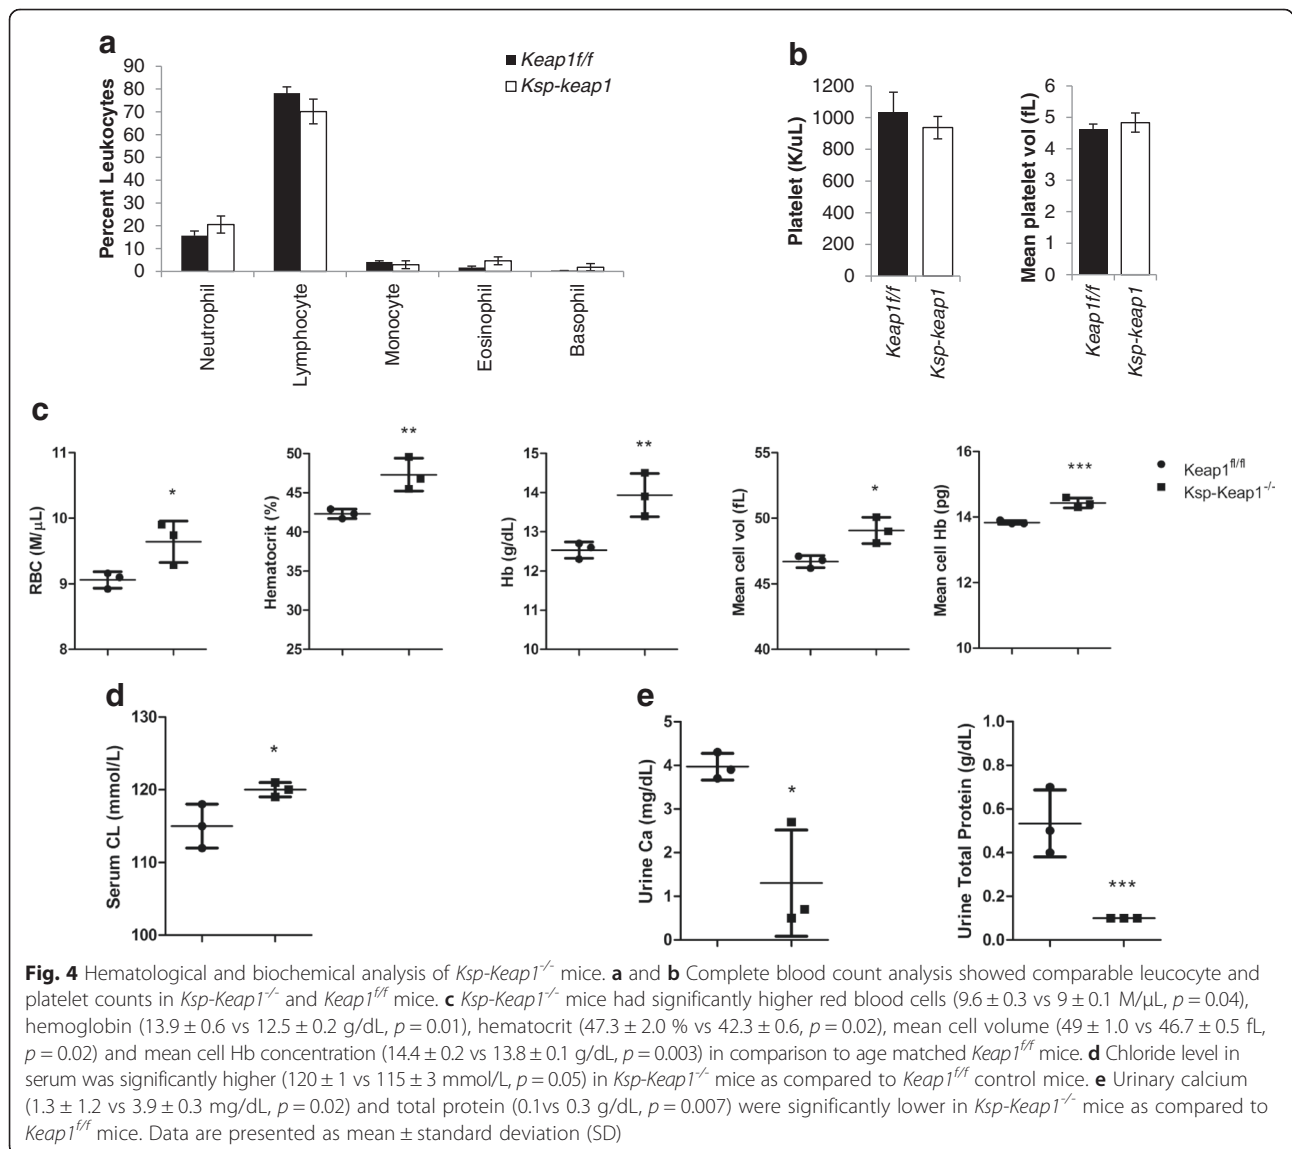 a
Percent Leukocytes
90
80
70
60
50
40
30
20
10
0
Neutrophil
Lymphocyte
Monocyte
Eosinophil
Basophil
Keap1f/f
Ksp-keap1
b
Platelet (K/uL)
1200
1000
800
600
400
200
0
Keap1f/f
Ksp-keap1
Mean platelet vol (fL)
6
5
4
3
2
1
0
Keap1f/f
Ksp-keap1
c
RBC (M/μL)
11
10
9
8
*
Hematocrit (%)
50
45
40
35
30
25
**
Hb (g/dL)
15
14
13
12
11
10
**
Mean cell vol (fL)
55
50
45
40
*
Mean cell Hb (pg)
16
14
12
10
***
Keap1fl/fl
Ksp-Keap1-/-
d
Serum CL (mmol/L)
130
120
110
100
*
e
Urine Ca (mg/dL)
5
4
3
2
1
0
*
Urine Total Protein (g/dL)
1.0
0.8
0.6
0.4
0.2
0.0
***
Fig. 4 Hematological and biochemical analysis of Ksp-Keap1-/- mice. a and b Complete blood count analysis showed comparable leucocyte and
platelet counts in Ksp-Keap1-/- and Keap1f/f mice. c Ksp-Keap1-/- mice had significantly higher red blood cells (9.6 ± 0.3 vs 9 ± 0.1 M/μL, p = 0.04),
hemoglobin (13.9 ± 0.6 vs 12.5 ± 0.2 g/dL, p = 0.01), hematocrit (47.3 ± 2.0 % vs 42.3 ± 0.6, p = 0.02), mean cell volume (49 ± 1.0 vs 46.7 ± 0.5 fL,
p = 0.02) and mean cell Hb concentration (14.4 ± 0.2 vs 13.8 ± 0.1 g/dL, p = 0.003) in comparison to age matched Keap1f/f mice. d Chloride level in
serum was significantly higher (120 ± 1 vs 115 ± 3 mmol/L, p = 0.05) in Ksp-Keap1-/- mice as compared to Keap1f/f control mice. e Urinary calcium
(1.3 ± 1.2 vs 3.9 ± 0.3 mg/dL, p = 0.02) and total protein (0.1vs 0.3 g/dL, p = 0.007) were significantly lower in Ksp-Keap1-/- mice as compared to
Keap1f/f mice. Data are presented as mean ± standard deviation (SD)